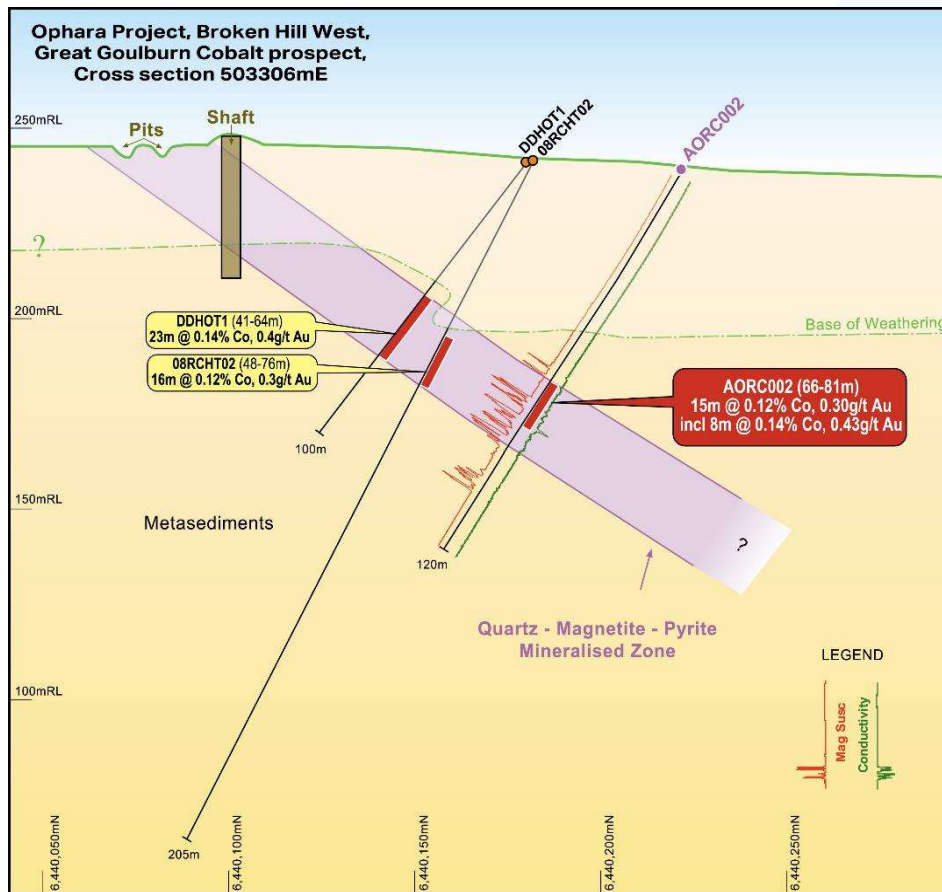 Ophara Project, Broken Hill West,
Great Goulburn Cobalt prospect,
Cross section 503306mE
250mRL
Pits
Shaft
DDHOT1
08RCHT02
AORC002
?
200mRL
Base of Weathering
DDHOT1 (41-64m)
23m @ 0.14% Co, 0.4g/t Au
08RCHT02 (48-76m)
16m @ 0.12% Co, 0.3g/t Au
AORC002 (66-81m)
15m @ 0.12% Co, 0.30g/t Au
incl 8m @ 0.14% Co, 0.43g/t Au
100m
150mRL
Metasediments
?
120m
Quartz - Magnetite - Pyrite
Mineralised Zone
LEGEND
Mag Susc
Conductivity
100mRL
205m
6,440,050mN
6,440,100mN
6,440,150mN
6,440,200mN
6,440,250mN